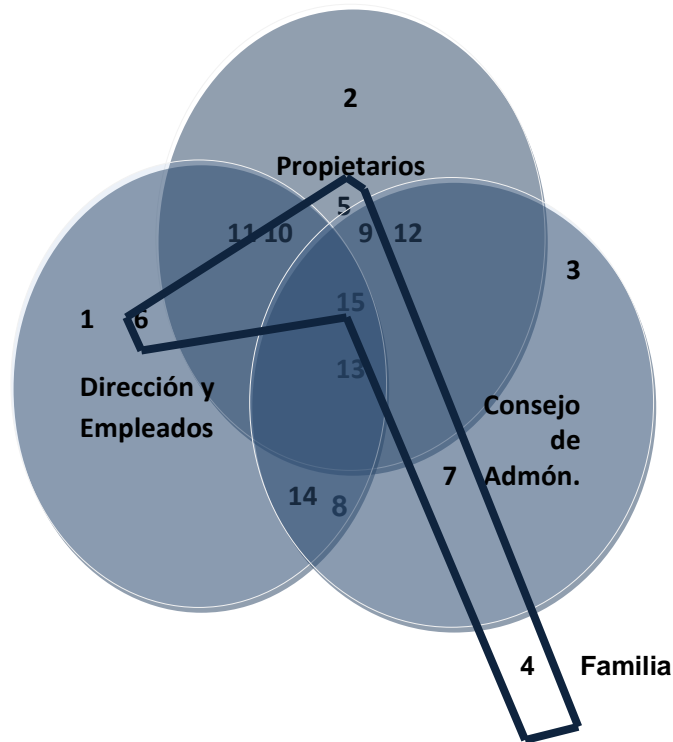 2
Propietarios
5
11 10 9 12
3
15
1 6
13
Dirección y
Empleados
Consejo
de
Admón.
7
14 8
4 Familia